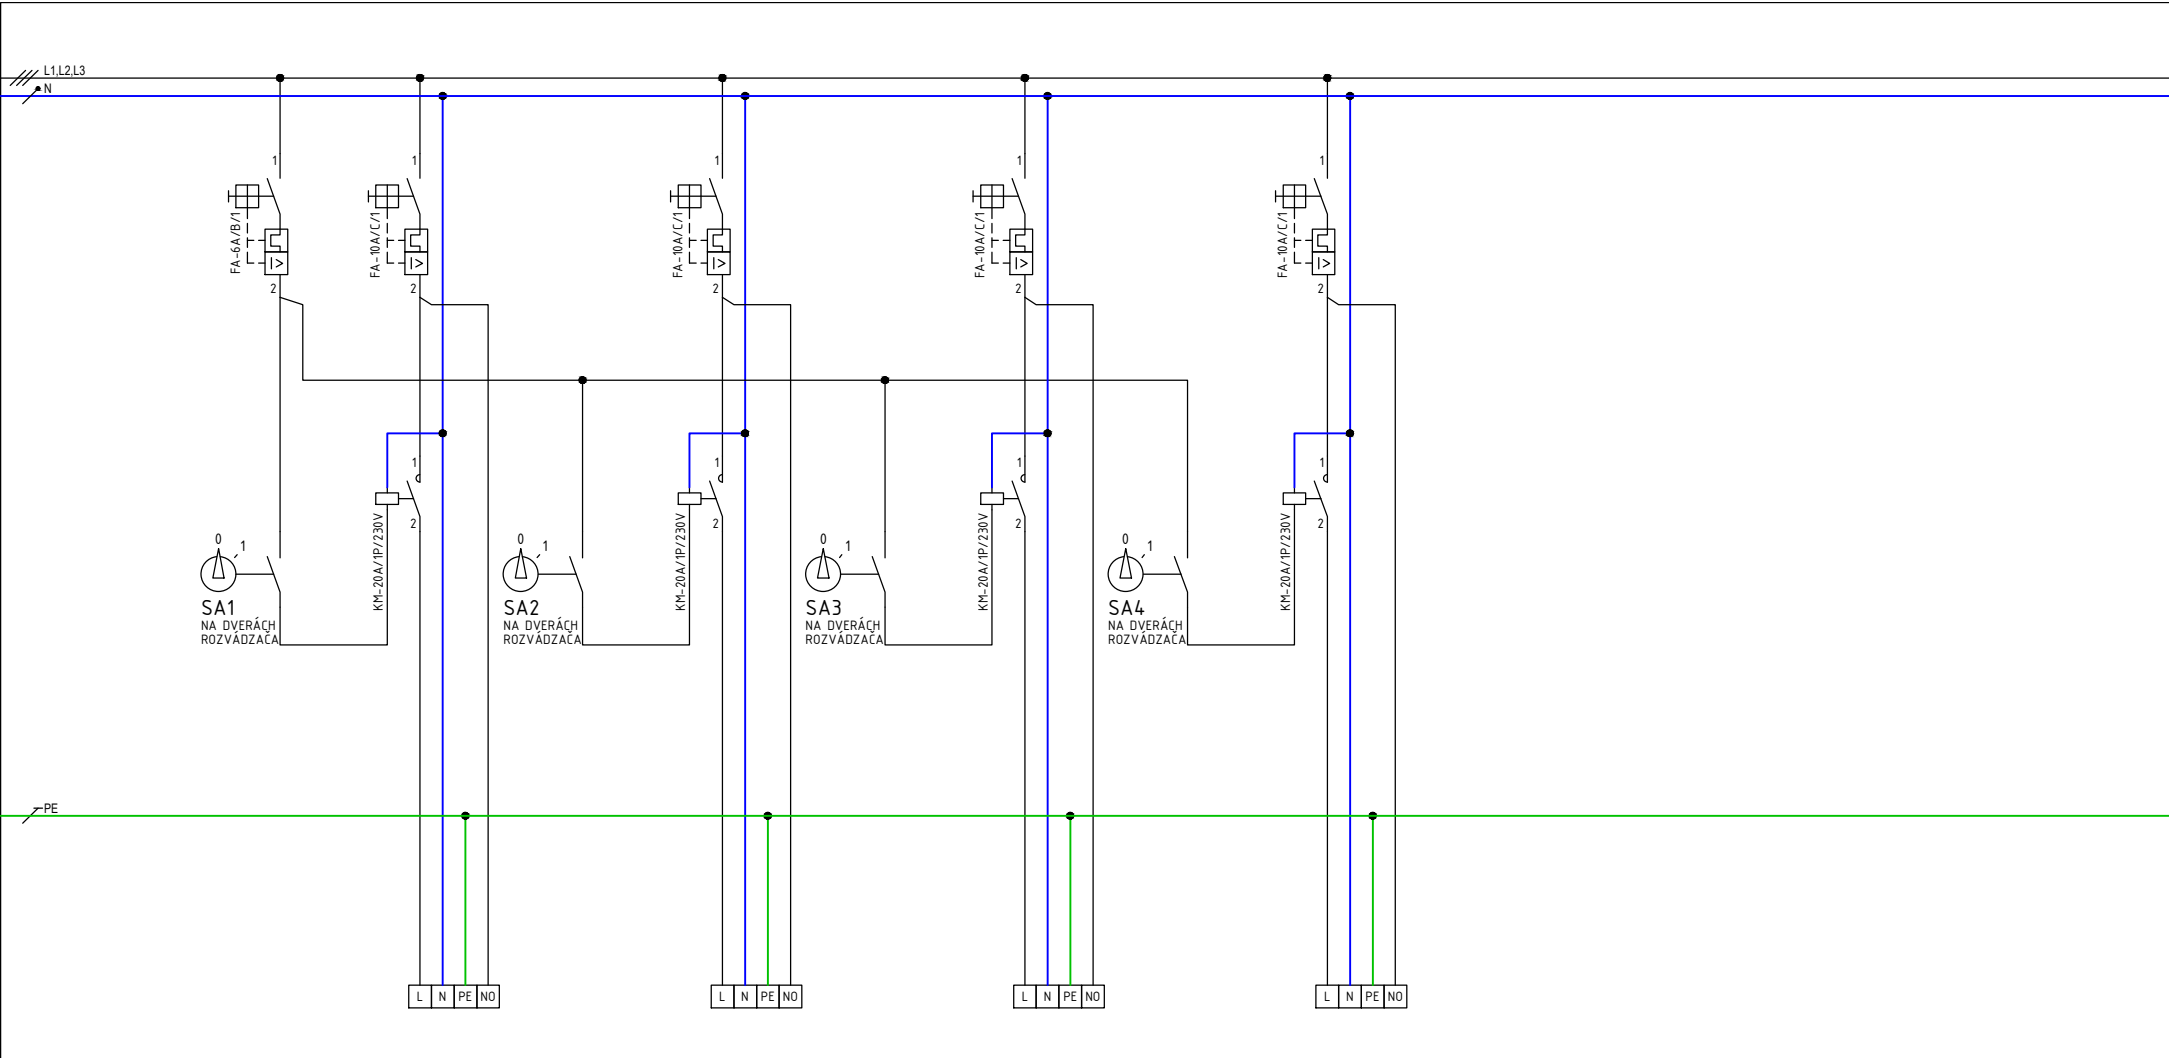 L1,L2,L3
N
1
1
1
1
1
FA-6A/B/1
FA-10A/C/1
FA-10A/C/1
FA-10A/C/1
FA-10A/C/1
I>
I>
I>
I>
I>
2
2
2
2
2
1
1
1
1
2
2
2
2
KM-20A/1P/230V
KM-20A/1P/230V
KM-20A/1P/230V
KM-20A/1P/230V
0
1
SA1
NA DVERÁCH
ROZVÁDZAČA
0
1
SA2
NA DVERÁCH
ROZVÁDZAČA
0
1
SA3
NA DVERÁCH
ROZVÁDZAČA
0
1
SA4
NA DVERÁCH
ROZVÁDZAČA
PE
L N PE NO
L N PE NO
L N PE NO
L N PE NO